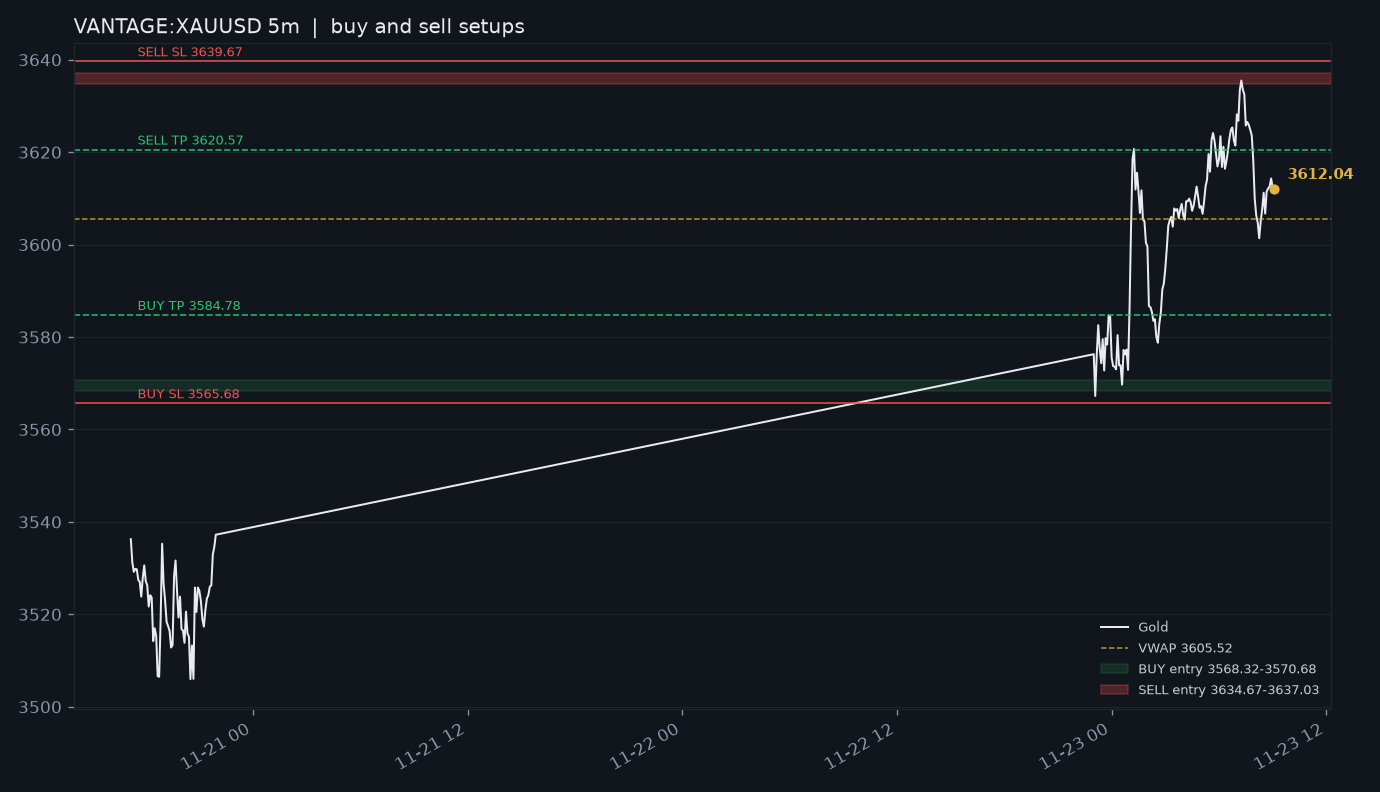 VANTAGE:XAUUSD 5m | buy and sell setups
3640
SELL SL 3639.67
SELL TP 3620.57
3620
3612.04
3600
BUY TP 3584.78
3580
BUY SL 3565.68
3560
3540
3520
3500
Gold
VWAP 3605.52
BUY entry 3568.32-3570.68
SELL entry 3634.67-3637.03
11-21 00
11-21 12
11-22 00
11-22 12
11-23 00
11-23 12